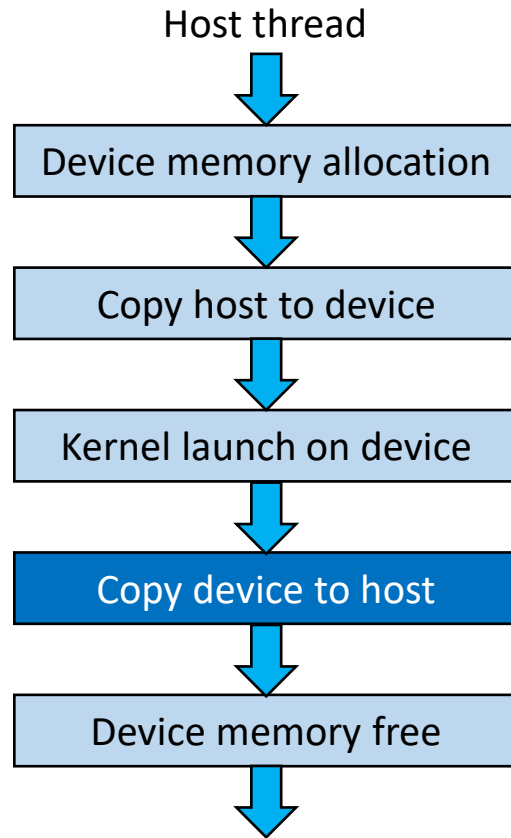 Host thread
Device memory allocation
Copy host to device
Kernel launch on device
Copy device to host
Device memory free